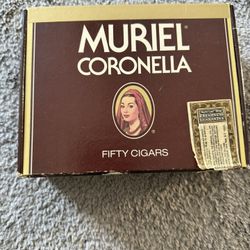 MURIEL®
CORONELLA
®
FIFTY CIGARS